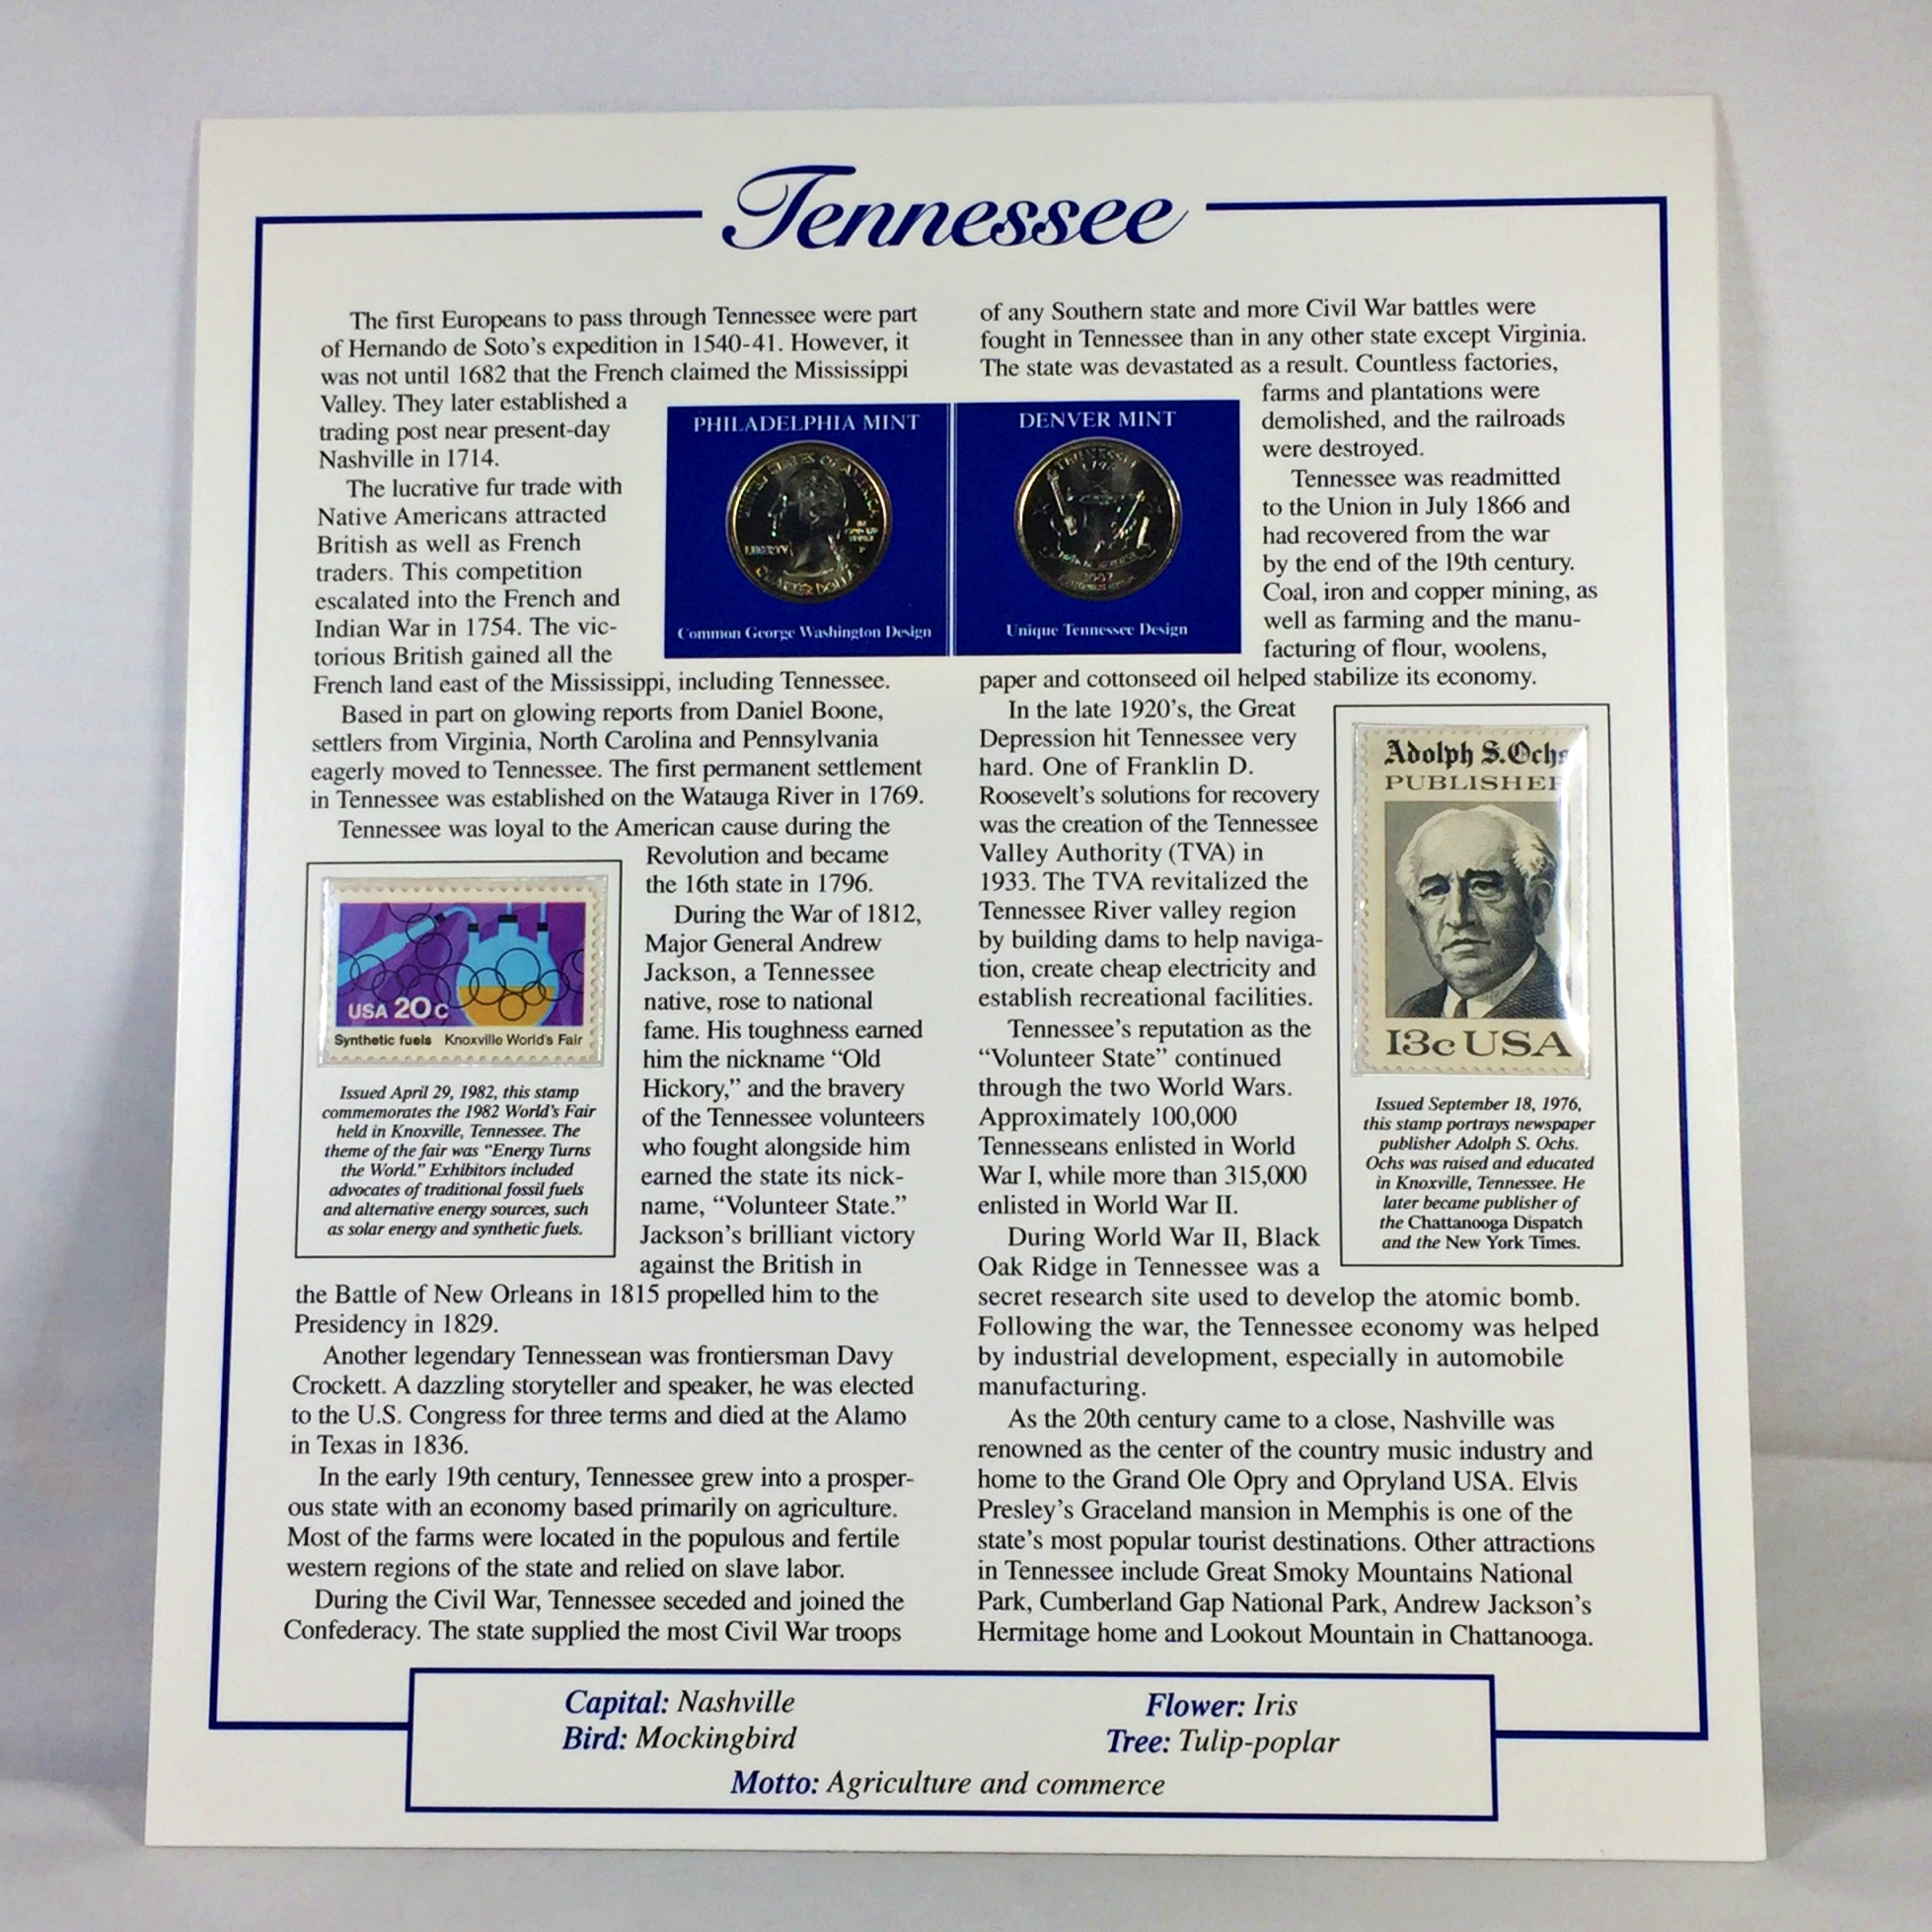 Tennessee
The first Europeans to pass through Tennessee were part
of Hernando de Soto's expedition in 1540-41. However, it
was not until 1682 that the French claimed the Mississippi
Valley. They later established a
trading post near present-day
Nashville in 1714.
The lucrative fur trade with
Native Americans attracted
British as well as French
traders. This competition
escalated into the French and
Indian War in 1754. The vic-
torious British gained all the
French land east of the Mississippi, including Tennessee.
Based in part on glowing reports from Daniel Boone,
settlers from Virginia, North Carolina and Pennsylvania
eagerly moved to Tennessee. The first permanent settlement
in Tennessee was established on the Watauga River in 1769.
Tennessee was loyal to the American cause during the
Revolution and became
the 16th state in 1796.
During the War of 1812,
Major General Andrew
Jackson, a Tennessee
native, rose to national
fame. His toughness earned
him the nickname “Old
Hickory,” and the bravery
of the Tennessee volunteers
who fought alongside him
earned the state its nick-
name, “Volunteer State.”
Jackson's brilliant victory
against the British in
the Battle of New Orleans in 1815 propelled him to the
Presidency in 1829.
Another legendary Tennessean was frontiersman Davy
Crockett. A dazzling storyteller and speaker, he was elected
to the U.S. Congress for three terms and died at the Alamo
in Texas in 1836.
In the early 19th century, Tennessee grew into a prosper-
ous state with an economy based primarily on agriculture.
Most of the farms were located in the populous and fertile
western regions of the state and relied on slave labor.
During the Civil War, Tennessee seceded and joined the
Confederacy. The state supplied the most Civil War troops
USA 20c
Synthetic fuels Knoxville World's Fair
Issued April 29, 1982, this stamp
commemorates the 1982 World's Fair
held in Knoxville, Tennessee. The
theme of the fair was “Energy Turns
the World.” Exhibitors included
advocates of traditional fossil fuels
and alternative energy sources, such
as solar energy and synthetic fuels.
PHILADELPHIA MINT
LIBERTY
P
QUARTER DOLLAR
Common George Washington Design
DENVER MINT
TENNESSEE
1796
Unique Tennessee Design
of any Southern state and more Civil War battles were
fought in Tennessee than in any other state except Virginia.
The state was devastated as a result. Countless factories,
farms and plantations were
demolished, and the railroads
were destroyed.
Tennessee was readmitted
to the Union in July 1866 and
had recovered from the war
by the end of the 19th century.
Coal, iron and copper mining, as
well as farming and the manu-
facturing of flour, woolens,
paper and cottonseed oil helped stabilize its economy.
In the late 1920's, the Great
Depression hit Tennessee very
hard. One of Franklin D.
Roosevelt's solutions for recovery
was the creation of the Tennessee
Valley Authority (TVA) in
1933. The TVA revitalized the
Tennessee River valley region
by building dams to help naviga-
tion, create cheap electricity and
establish recreational facilities.
Tennessee's reputation as the
“Volunteer State” continued
through the two World Wars.
Approximately 100,000
Tennesseans enlisted in World
War I, while more than 315,000
enlisted in World War II.
During World War II, Black
Oak Ridge in Tennessee was a
secret research site used to develop the atomic bomb.
Following the war, the Tennessee economy was helped
by industrial development, especially in automobile
manufacturing.
As the 20th century came to a close, Nashville was
renowned as the center of the country music industry and
home to the Grand Ole Opry and Opryland USA. Elvis
Presley's Graceland mansion in Memphis is one of the
state's most popular tourist destinations. Other attractions
in Tennessee include Great Smoky Mountains National
Park, Cumberland Gap National Park, Andrew Jackson's
Hermitage home and Lookout Mountain in Chattanooga.
Adolph S. Ochs
PUBLISHER
13c USA
Issued September 18, 1976,
this stamp portrays newspaper
publisher Adolph S. Ochs.
Ochs was raised and educated
in Knoxville, Tennessee. He
later became publisher of
the Chattanooga Dispatch
and the New York Times.
Capital: Nashville
Bird: Mockingbird
Flower: Iris
Tree: Tulip-poplar
Motto: Agriculture and commerce